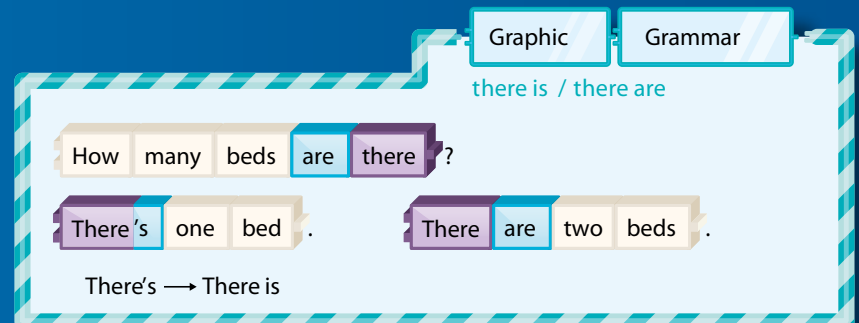 Graphic Grammar
there is / there are
How many beds are there ?
There's one bed . There are two beds .
There's → There is